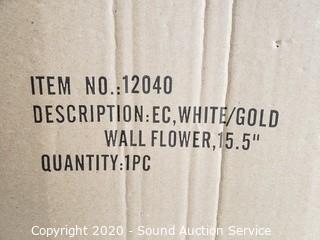 ITEM NO.:12040
DESCRIPTION:EC,WHITE/GOLD
WALL FLOWER,15.5"
QUANTITY:1PC
Copyright 2020 - Sound Auction Service